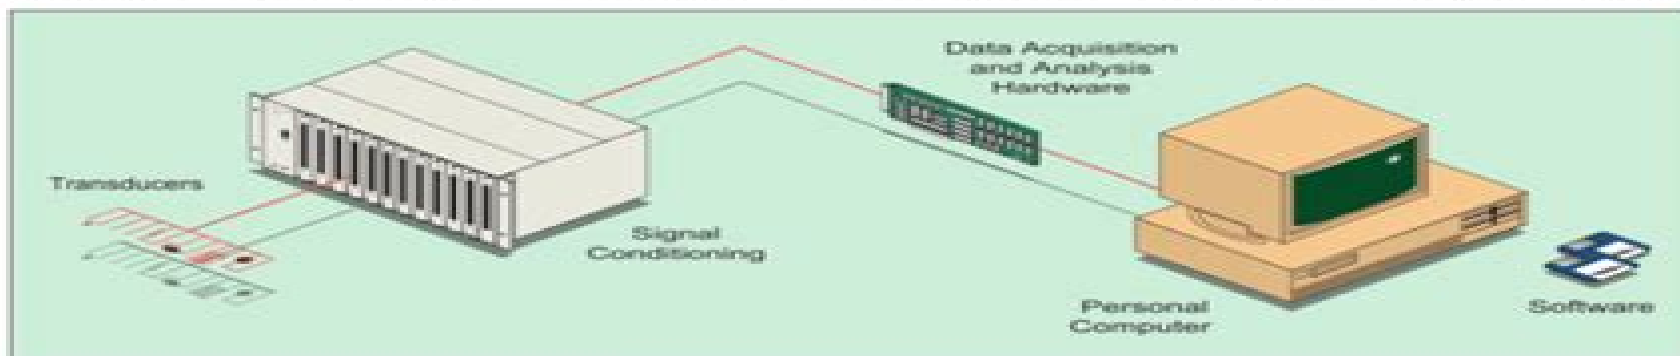 Data Acquisition
and Analysis
Hardware
Transducers
Signal
Conditioning
Personal
Computer
Software